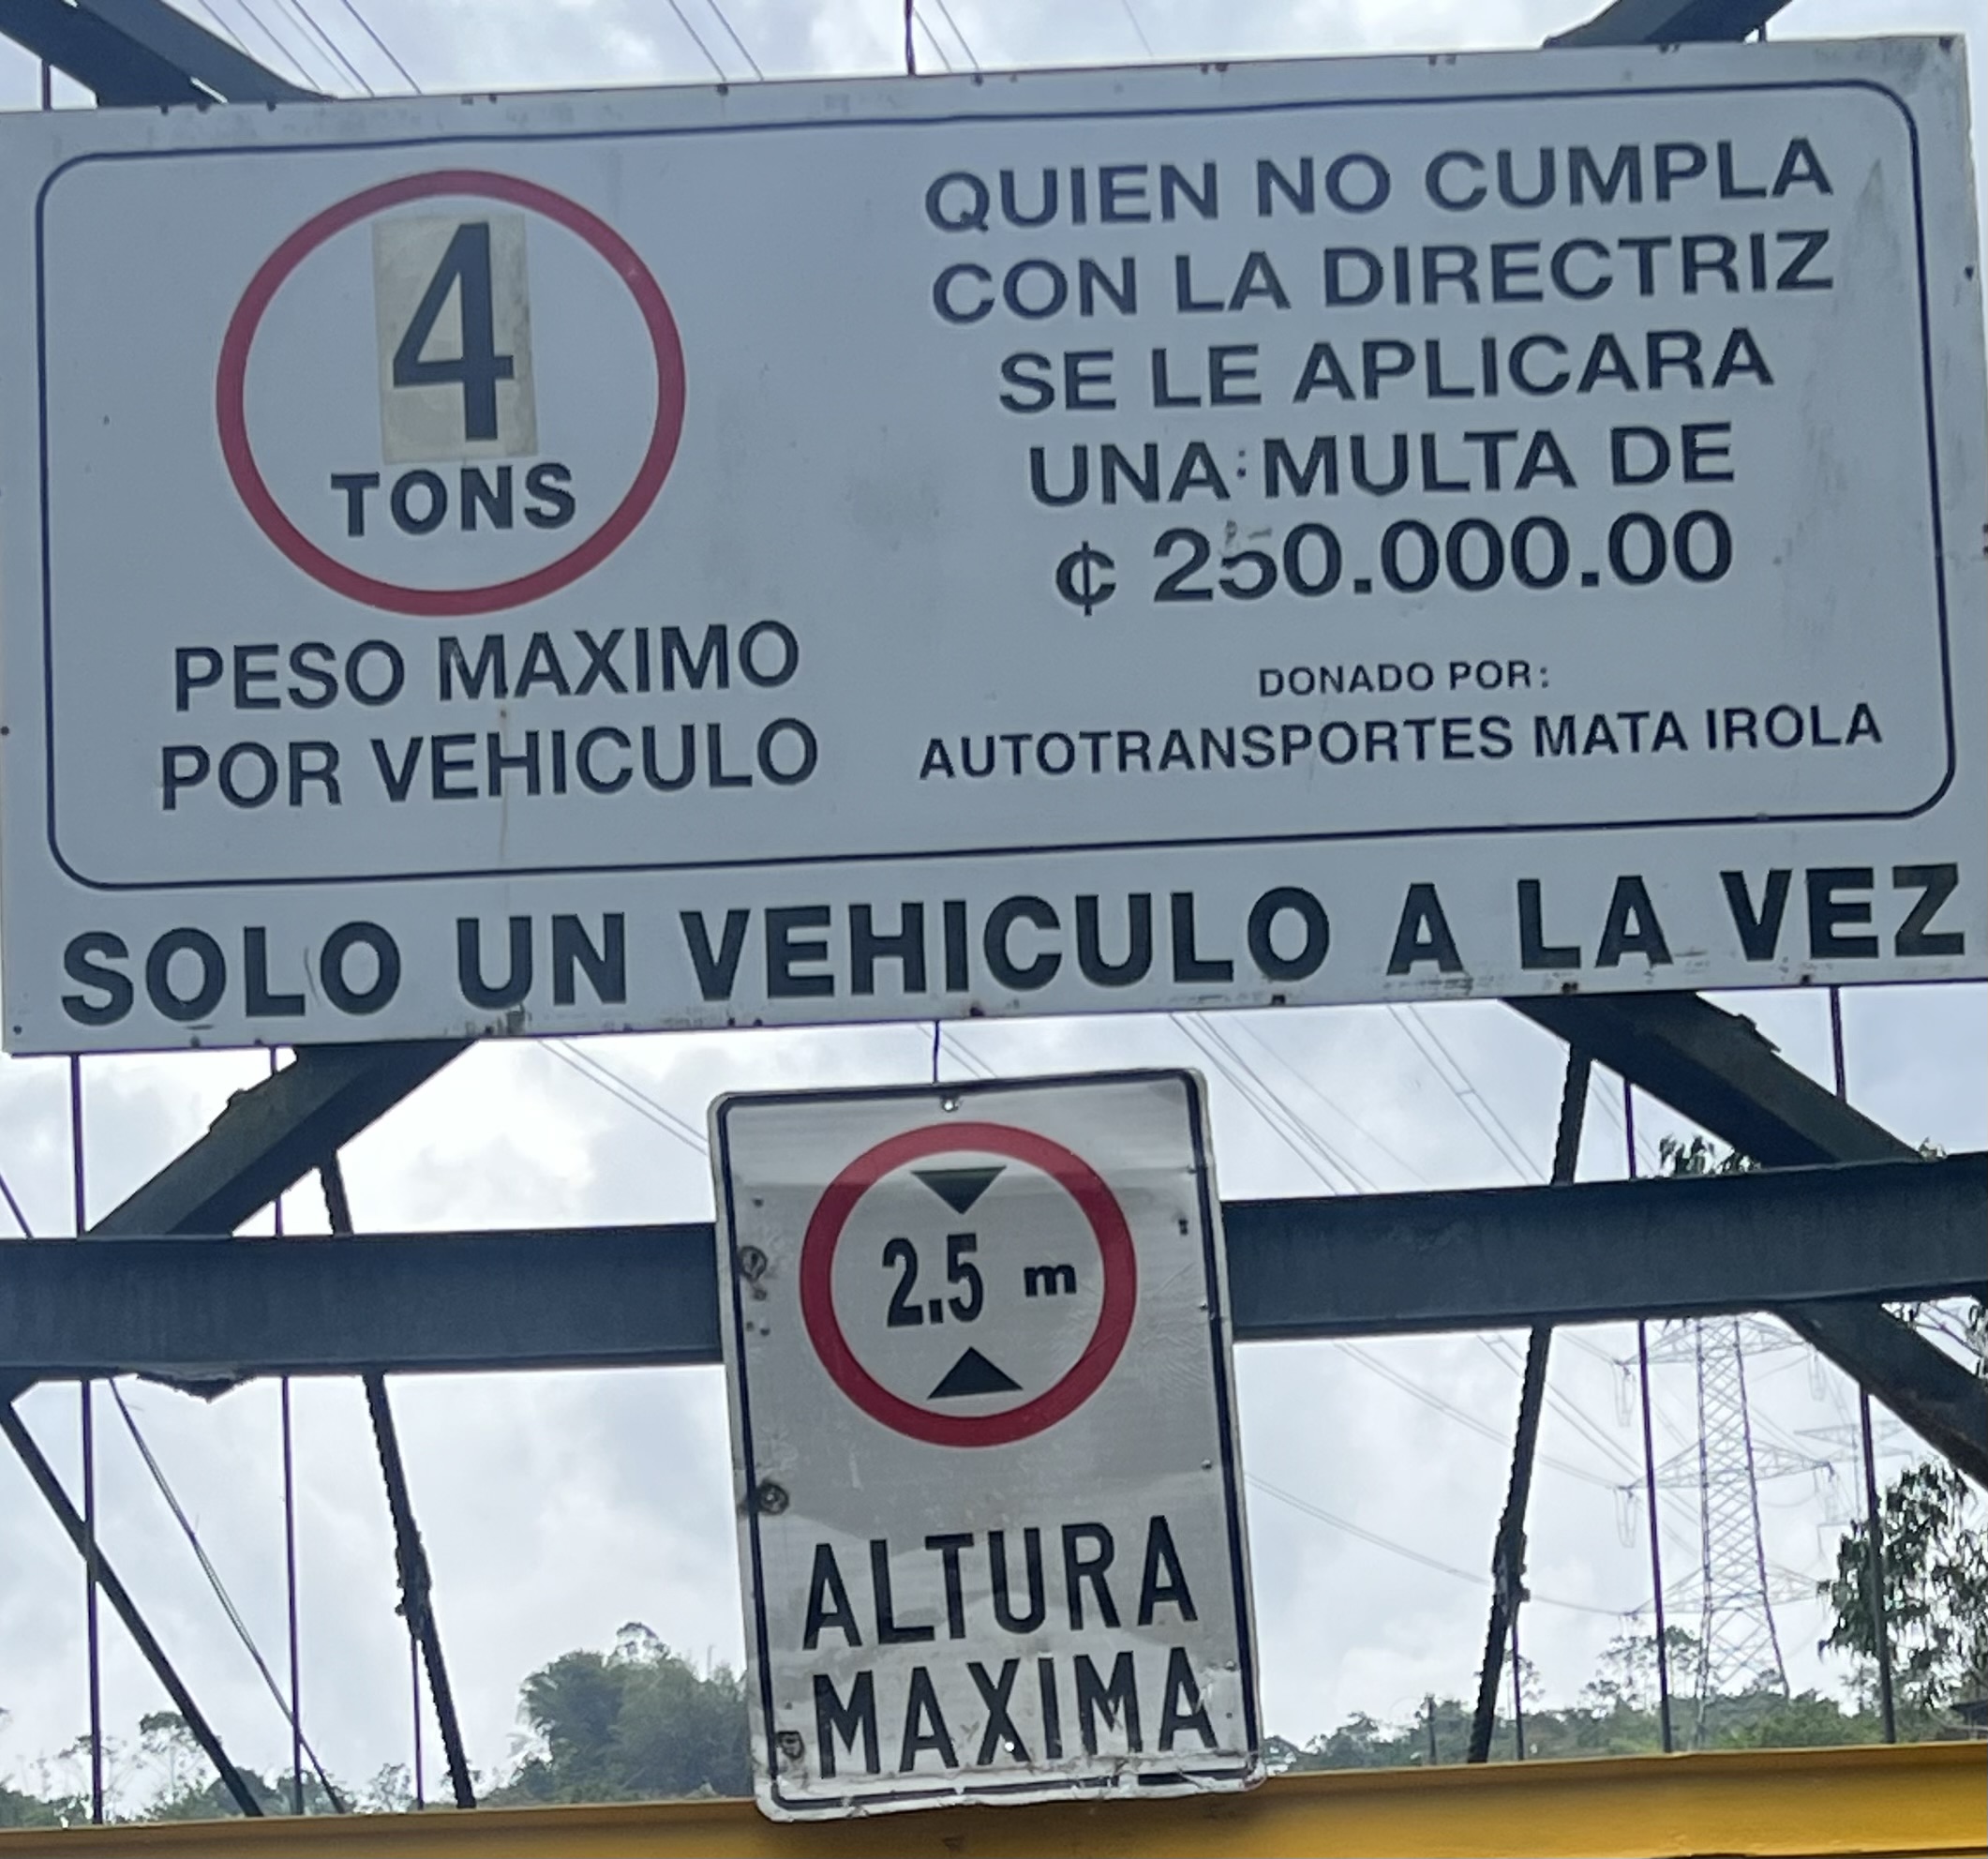 4
TONS
PESO MAXIMO
POR VEHICULO
QUIEN NO CUMPLA
CON LA DIRECTRIZ
SE LE APLICARA
UNA:MULTA DE
₵ 250.000.00
DONADO POR:
AUTOTRANSPORTES MATA IROLA
SOLO UN VEHICULO A LA VEZ
2.5 m
ALTURA
MAXIMA